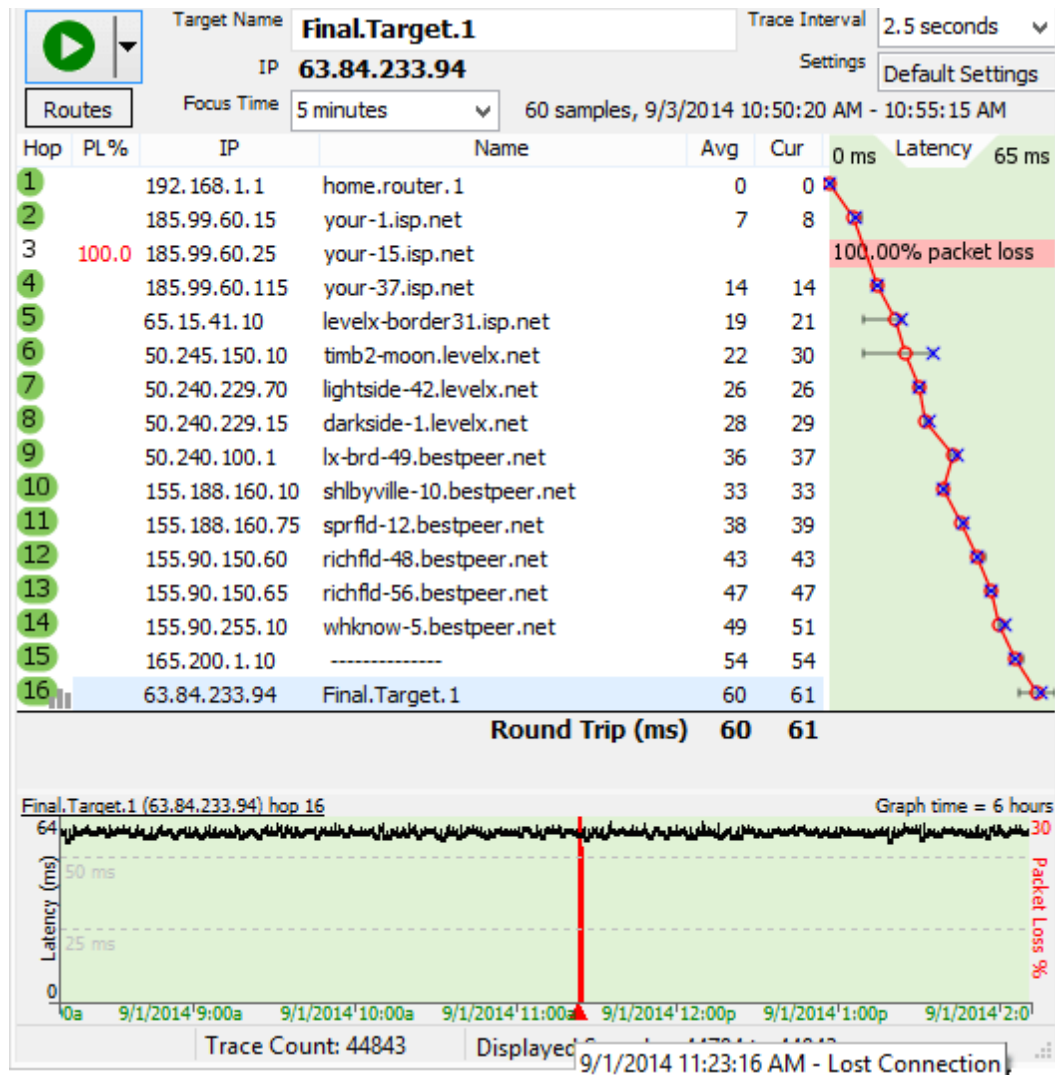 Target Name Final.Target.1 Trace Interval 2.5 seconds
IP 63.84.233.94 Settings Default Settings
Routes Focus Time 5 minutes 60 samples, 9/3/2014 10:50:20 AM - 10:55:15 AM
Hop PL% IP Name Avg Cur 0 ms Latency 65 ms
1 192.168.1.1 home.router.1 0 0
2 185.99.60.15 your-1.isp.net 7 8
3 100.0 185.99.60.25 your-15.isp.net 100.00% packet loss
4 185.99.60.115 your-37.isp.net 14 14
5 65.15.41.10 levelx-border31.isp.net 19 21
6 50.245.150.10 timb2-moon.levelx.net 22 30
7 50.240.229.70 lightside-42.levelx.net 26 26
8 50.240.229.15 darkside-1.levelx.net 28 29
9 50.240.100.1 lx-brd-49.bestpeer.net 36 37
10 155.188.160.10 shlbyville-10.bestpeer.net 33 33
11 155.188.160.75 sprfld-12.bestpeer.net 38 39
12 155.90.150.60 richfld-48.bestpeer.net 43 43
13 155.90.150.65 richfld-56.bestpeer.net 47 47
14 155.90.255.10 whknow-5.bestpeer.net 49 51
15 165.200.1.10 -------------- 54 54
16 63.84.233.94 Final.Target.1 60 61
Round Trip (ms) 60 61
Final.Target.1 (63.84.233.94) hop 16 Graph time = 6 hours
64 30
50 ms
25 ms
0
Latency (ms)
Packet Loss %
0a 9/1/2014 9:00a 9/1/2014 10:00a 9/1/2014 11:00a 9/1/2014 12:00p 9/1/2014 1:00p 9/1/2014 2:0
Trace Count: 44843 Displayed
9/1/2014 11:23:16 AM - Lost Connection